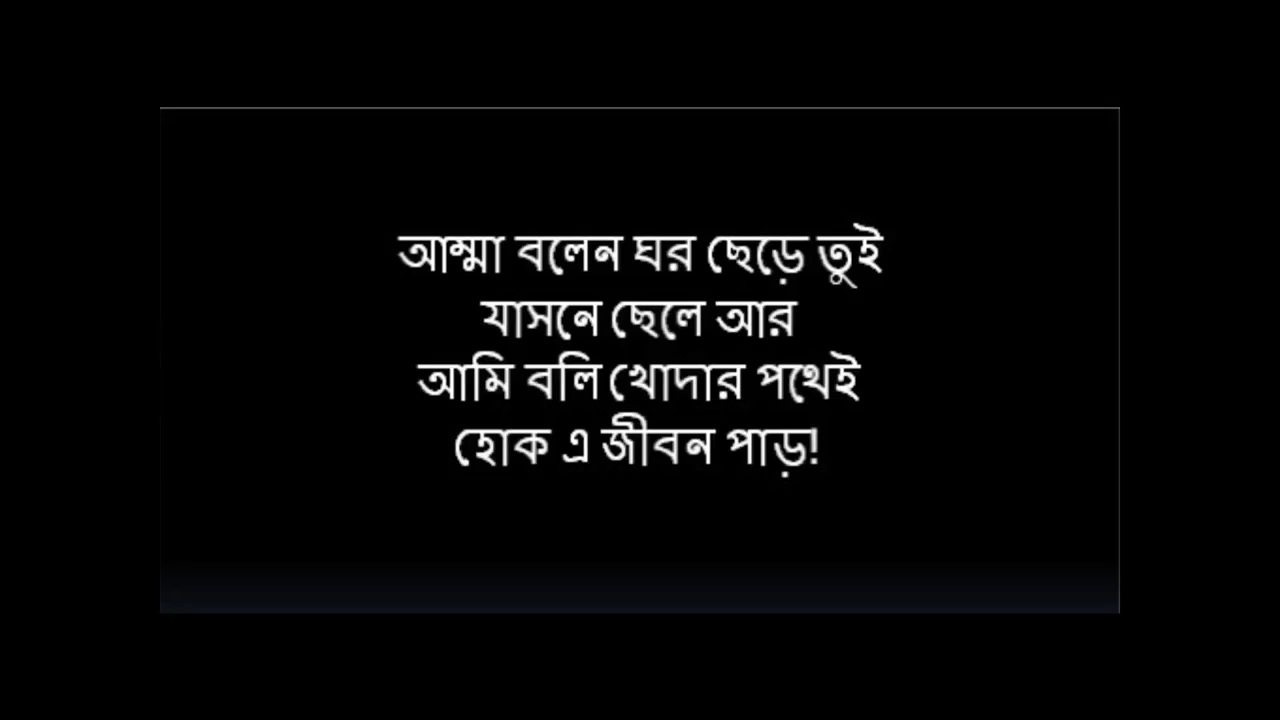 আম্মা বলেন ঘর ছেড়ে তুই
যাসনে ছেলে আর
আমি বলি খোদার পথেই
হোক এ জীবন পাড়!